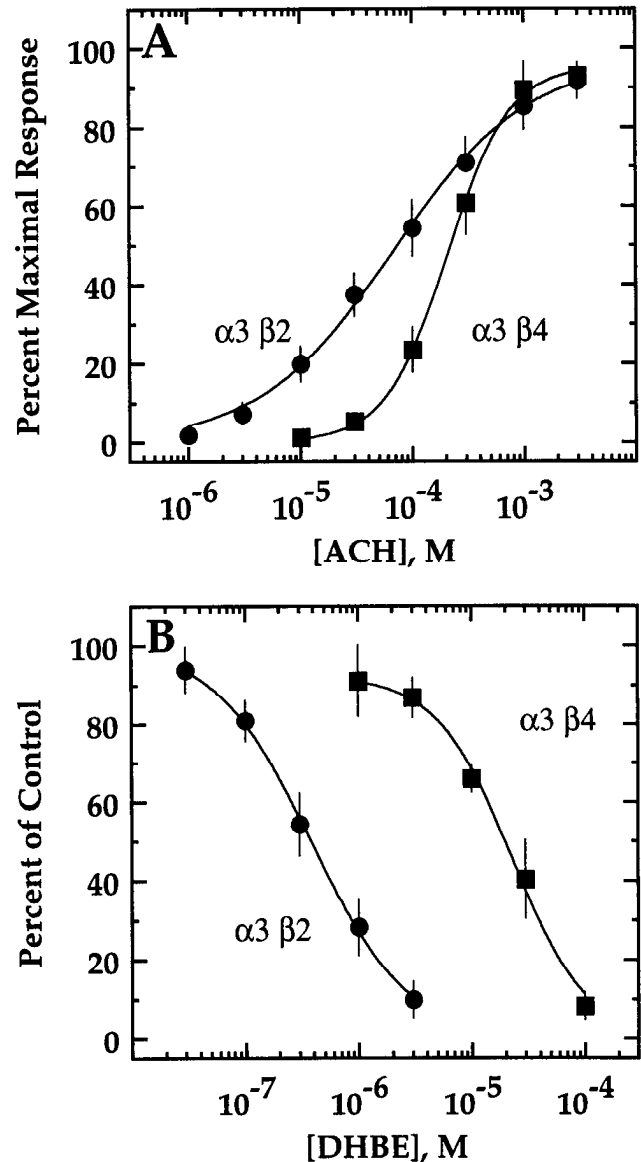 A
Percent Maximal Response
100
80
60
40
20
0
α3 β2
α3 β4
10⁻⁶ 10⁻⁵ 10⁻⁴ 10⁻³
[ACH], M
B
Percent of Control
100
80
60
40
20
0
α3 β4
α3 β2
10⁻⁷ 10⁻⁶ 10⁻⁵ 10⁻⁴
[DHBE], M